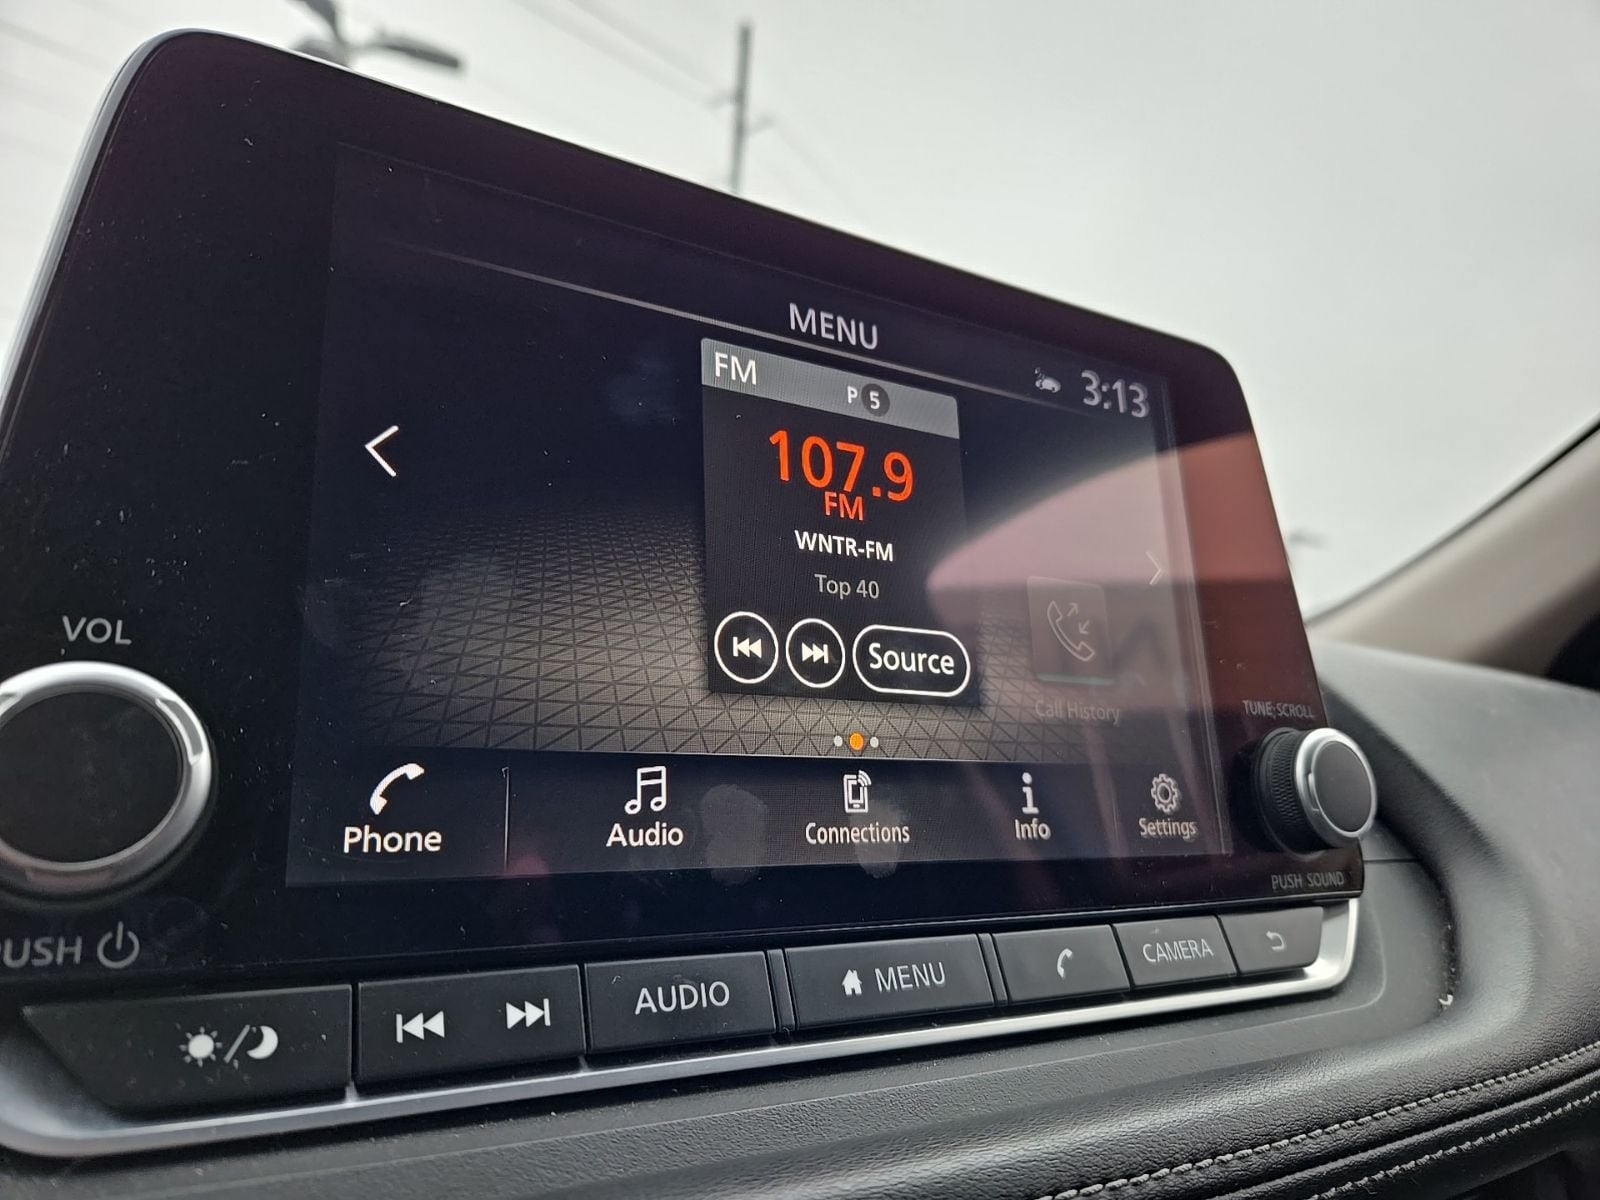 MENU
3:13
FM
P 5
107.9
FM
WNTR-FM
Top 40
Source
Call History
Phone
Audio
Connections
Info
Settings
VOL
PUSH
TUNE;SCROLL
PUSH SOUND
AUDIO
MENU
CAMERA